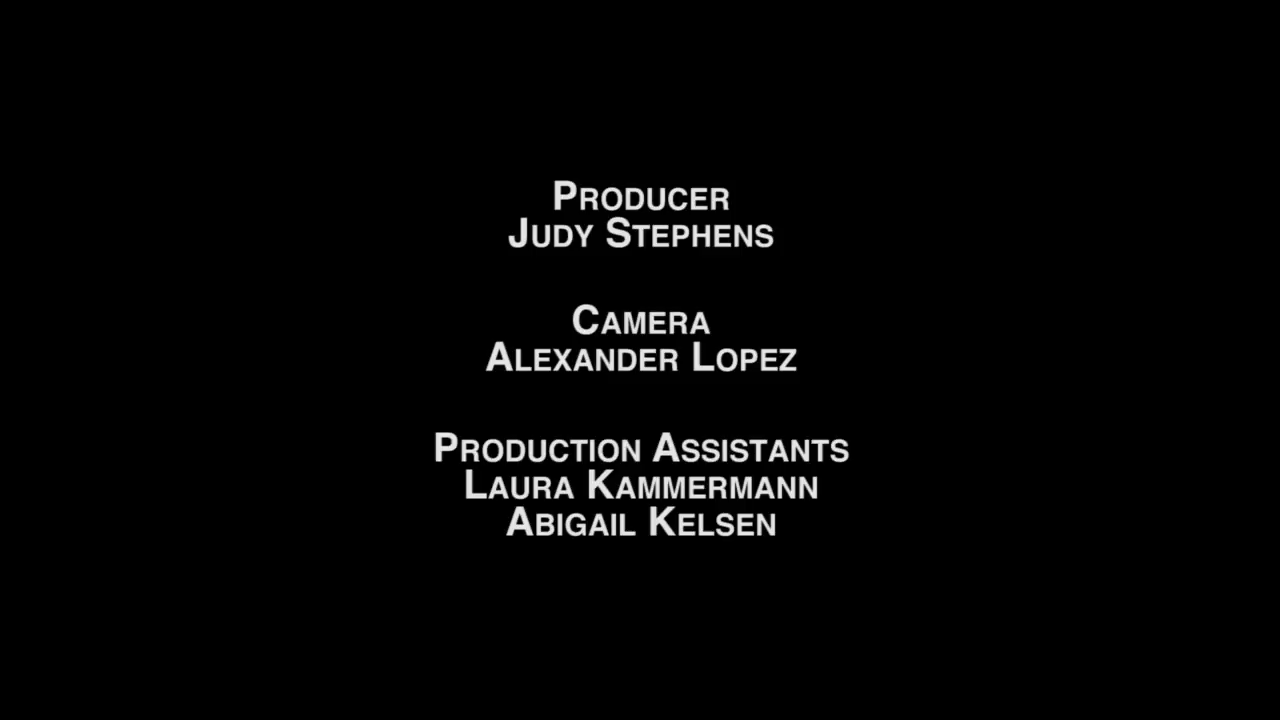 Producer
Judy Stephens
Camera
Alexander Lopez
Production Assistants
Laura Kammermann
Abigail Kelsen